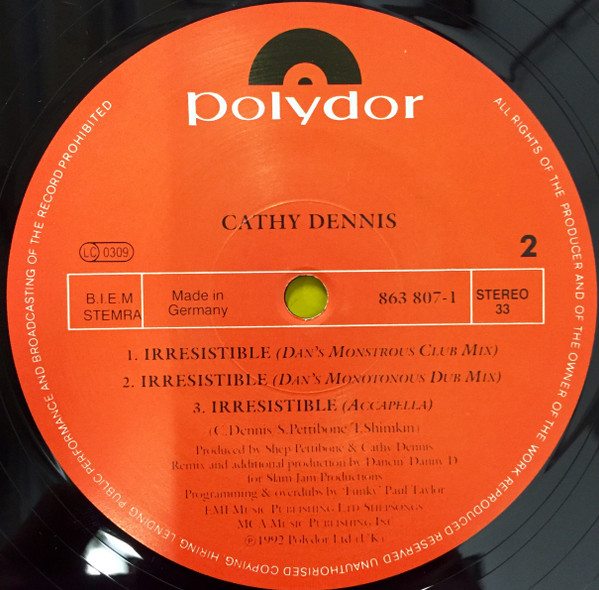 polydor
CATHY DENNIS
LC 0309
2
B.I.E.M
STEMRA
Made in
Germany
863 807-1
STEREO
33
1. IRRESISTIBLE (DAN'S MONSTROUS CLUB MIX)
2. IRRESISTIBLE (DAN'S MONOTONOUS DUB MIX)
3. IRRESISTIBLE (ACCAPELLA)
(C.Dennis/S.Pettibone/T.Shimkin)
Produced by Shep Pettibone & Cathy Dennis
Remix and additional production by Dancin' Danny D
for Slam Jam Productions
Programming & overdubs by "Funky" Paul Taylor
EMI MUSIC PUBLISHING LTD/SHEPSONGS
MCA MUSIC PUBLISHING INC
℗1992 Polydor Ltd (UK)
ALL RIGHTS OF THE PRODUCER AND OF THE OWNER OF THE WORK REPRODUCED RESERVED UNAUTHORISED COPYING HIRING LENDING PUBLIC PERFORMANCE AND BROADCASTING OF THE RECORD PROHIBITED